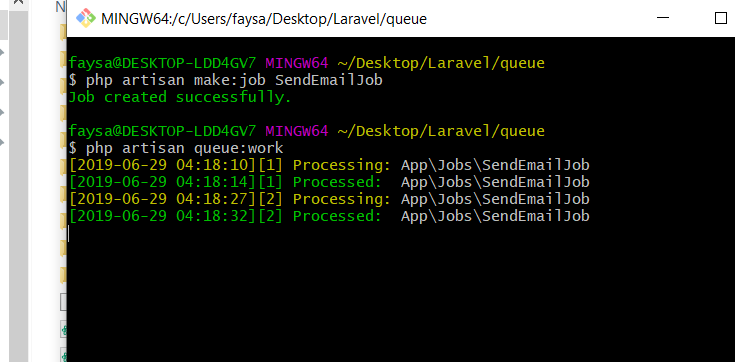 N
MINGW64:/c/Users/faysa/Desktop/Laravel/queue
faysa@DESKTOP-LDD4GV7 MINGW64 ~/Desktop/Laravel/queue
$ php artisan make:job SendEmailJob
Job created successfully.
faysa@DESKTOP-LDD4GV7 MINGW64 ~/Desktop/Laravel/queue
$ php artisan queue:work
[2019-06-29 04:18:10][1] Processing: App\Jobs\SendEmailJob
[2019-06-29 04:18:14][1] Processed:  App\Jobs\SendEmailJob
[2019-06-29 04:18:27][2] Processing: App\Jobs\SendEmailJob
[2019-06-29 04:18:32][2] Processed:  App\Jobs\SendEmailJob